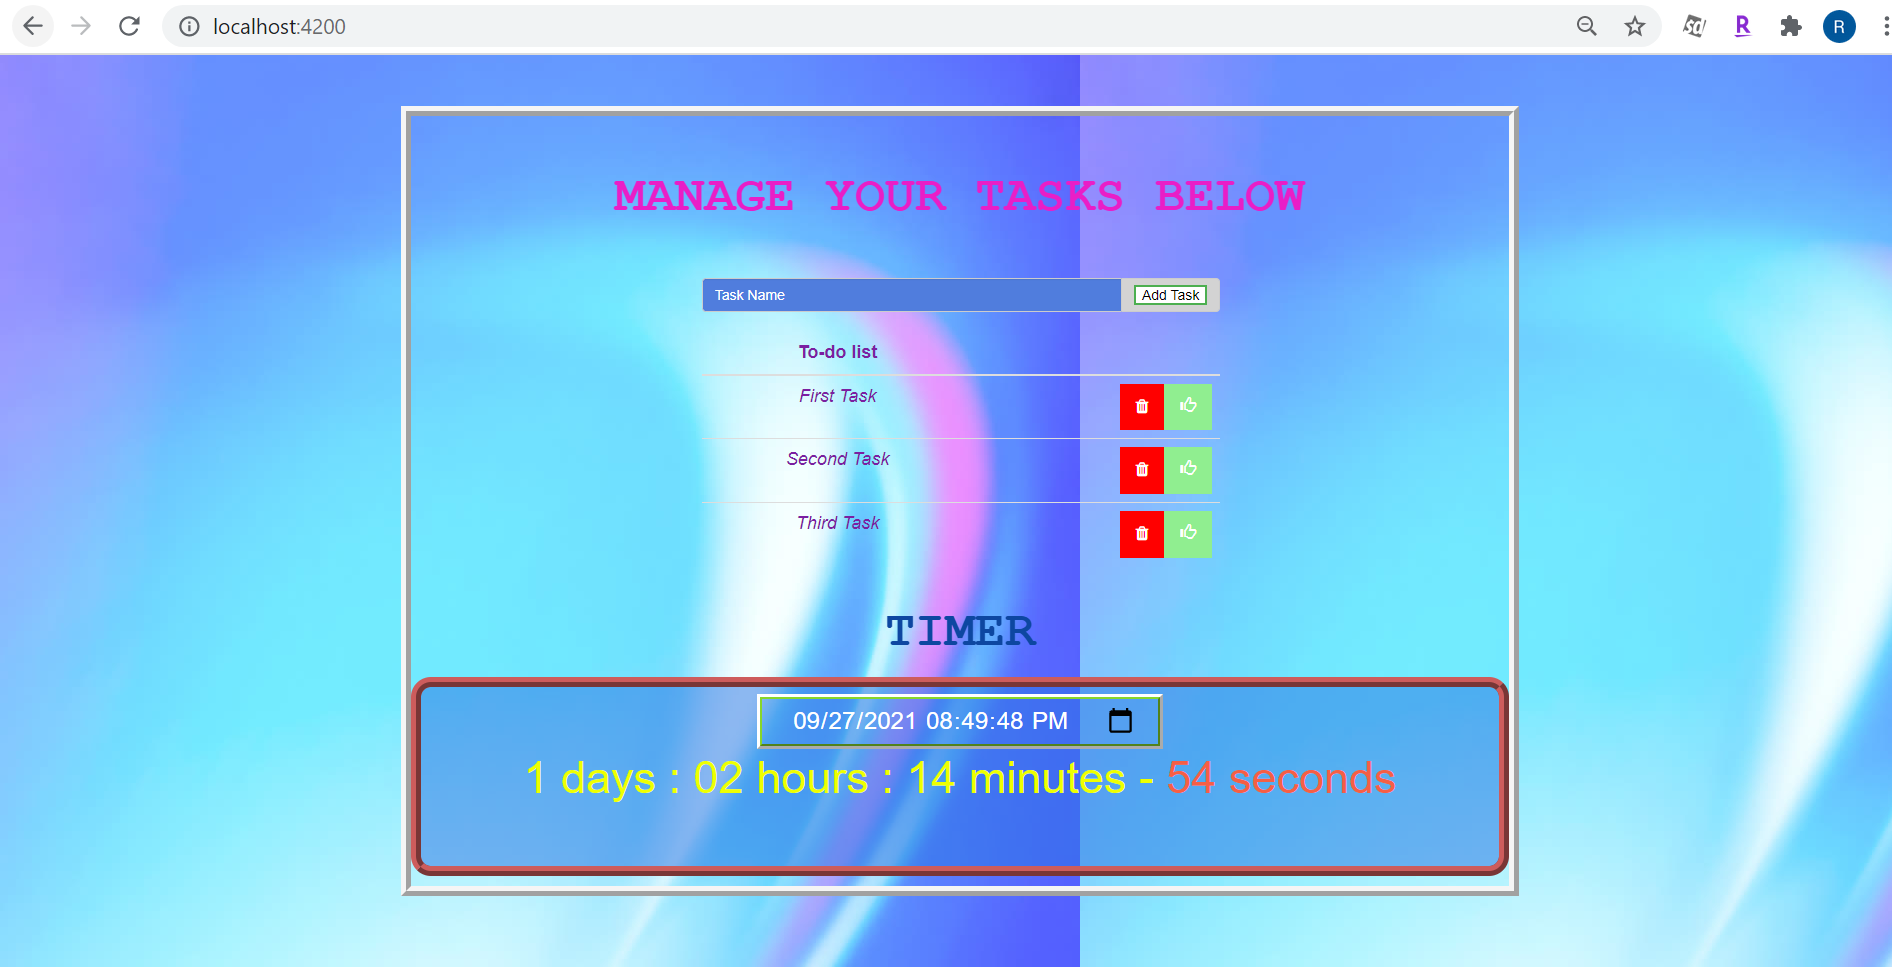 localhost:4200
R
R
MANAGE YOUR TASKS BELOW
Task Name
Add Task
To-do list
First Task
Second Task
Third Task
TIMER
09/27/2021 08:49:48 PM
1 days : 02 hours : 14 minutes - 54 seconds